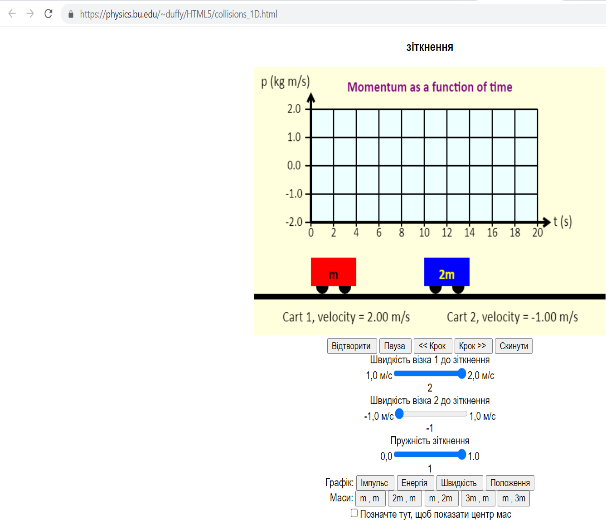 https://physics.bu.edu/~duffy/HTML5/collisions_1D.html
зіткнення
p (kg m/s)
Momentum as a function of time
2.0
1.0
0.0
-1.0
-2.0
0 2 4 6 8 10 12 14 16 18 20 t (s)
m 2m
Cart 1, velocity = 2.00 m/s Cart 2, velocity = -1.00 m/s
Відтворити Пауза << Крок Крок >> Скинути
Швидкість візка 1 до зіткнення
1,0 м/с 2,0 м/с
2
Швидкість візка 2 до зіткнення
-1,0 м/с 1,0 м/с
-1
Пружність зіткнення
0,0 1.0
1
Графік: Імпульс Енергія Швидкість Положення
Маси: m , m 2m , m m , 2m 3m , m m , 3m
Позначте тут, щоб показати центр мас